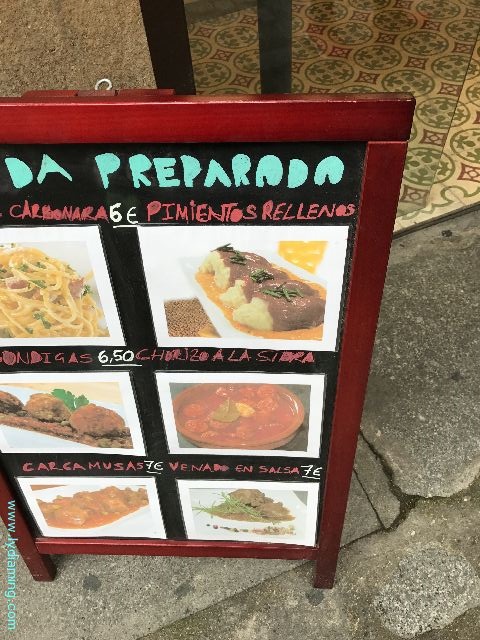 DA PREPARADA
CARBONARA 6€ PIMIENTOS RELLENOS
ONDIGAS 6,50 CHORIZO A LA SIDRA
CARCAMUSAS 7€ VENADO EN SALSA 7€
www.lydiaming.com